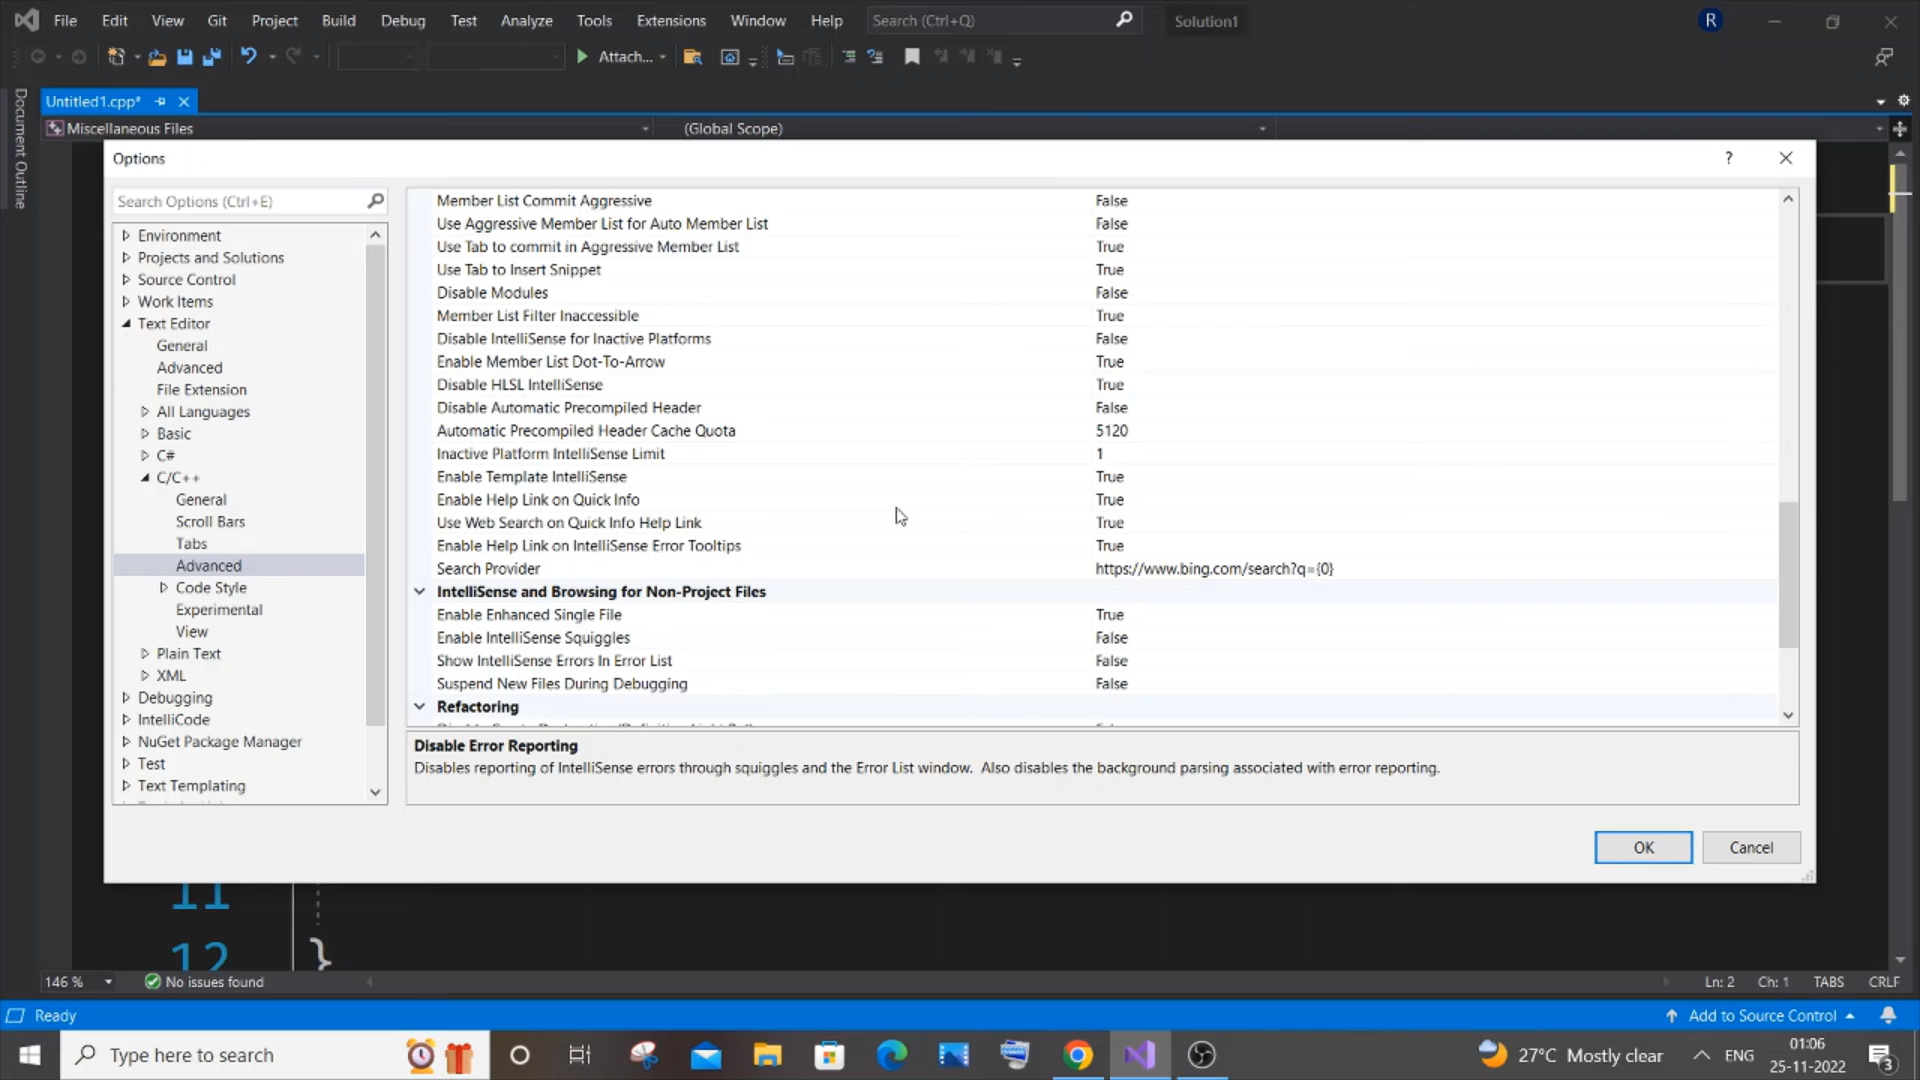 File Edit View Git Project Build Debug Test Analyze Tools Extensions Window Help Search (Ctrl+Q) Solution1 R
Attach...
Document Outline
Untitled1.cpp*
Miscellaneous Files (Global Scope)
Options ?
Search Options (Ctrl+E)
Environment
Projects and Solutions
Source Control
Work Items
Text Editor
General
Advanced
File Extension
All Languages
Basic
C#
C/C++
General
Scroll Bars
Tabs
Advanced
Code Style
Experimental
View
Plain Text
XML
Debugging
IntelliCode
NuGet Package Manager
Test
Text Templating
Member List Commit Aggressive False
Use Aggressive Member List for Auto Member List False
Use Tab to commit in Aggressive Member List True
Use Tab to Insert Snippet True
Disable Modules False
Member List Filter Inaccessible True
Disable IntelliSense for Inactive Platforms False
Enable Member List Dot-To-Arrow True
Disable HLSL IntelliSense True
Disable Automatic Precompiled Header False
Automatic Precompiled Header Cache Quota 5120
Inactive Platform IntelliSense Limit 1
Enable Template IntelliSense True
Enable Help Link on Quick Info True
Use Web Search on Quick Info Help Link True
Enable Help Link on IntelliSense Error Tooltips True
Search Provider https://www.bing.com/search?q={0}
IntelliSense and Browsing for Non-Project Files
Enable Enhanced Single File True
Enable IntelliSense Squiggles False
Show IntelliSense Errors In Error List False
Suspend New Files During Debugging False
Refactoring
Disable Error Reporting
Disables reporting of IntelliSense errors through squiggles and the Error List window. Also disables the background parsing associated with error reporting.
OK Cancel
11
12 }
146 % No issues found Ln: 2 Ch: 1 TABS CRLF
Ready Add to Source Control
Type here to search 27°C Mostly clear ENG 01:06
25-11-2022 3